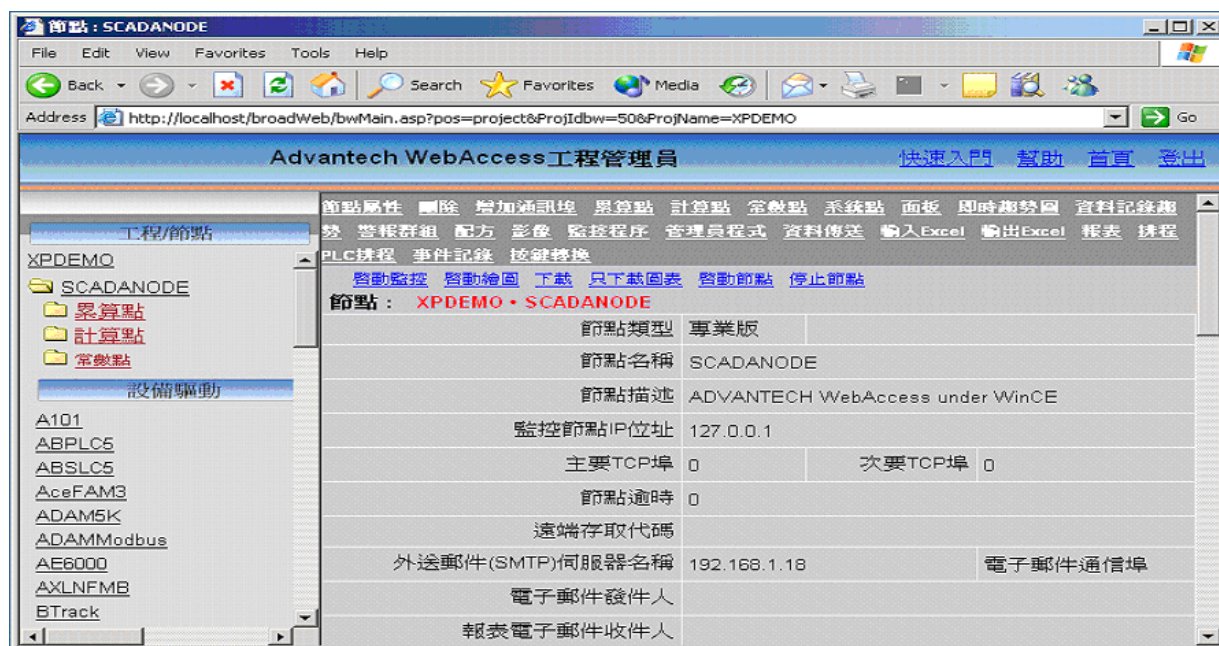 節點 : SCADANODE
File Edit View Favorites Tools Help
Back Search Favorites Media
Address http://localhost/broadWeb/bwMain.asp?pos=project&ProjIdbw=50&ProjName=XPDEMO Go
Advantech WebAccess工程管理員 快速入門 幫助 首頁 登出
工程/節點
XPDEMO
SCADANODE
累算點
計算點
常數點
設備驅動
A101
ABPLC5
ABSLC5
AceFAM3
ADAM5K
ADAMModbus
AE6000
AXLNFMB
BTrack
節點屬性 刪除 增加通訊埠 累算點 計算點 常數點 系統點 面板 即時趨勢圖 資料記錄趨
勢 警報群組 配方 影像 監控程序 管理員程式 資料傳送 輸入Excel 輸出Excel 報表 排程
PLC排程 事件記錄 按鍵轉換
啓動監控 啓動繪圖 下載 只下載圖表 啓動節點 停止節點
節點 : XPDEMO • SCADANODE
節點類型 專業版
節點名稱 SCADANODE
節點描述 ADVANTECH WebAccess under WinCE
監控節點IP位址 127.0.0.1
主要TCP埠 0 次要TCP埠 0
節點逾時 0
遠端存取代碼
外送郵件(SMTP)伺服器名稱 192.168.1.18 電子郵件通信埠
電子郵件發件人
報表電子郵件收件人